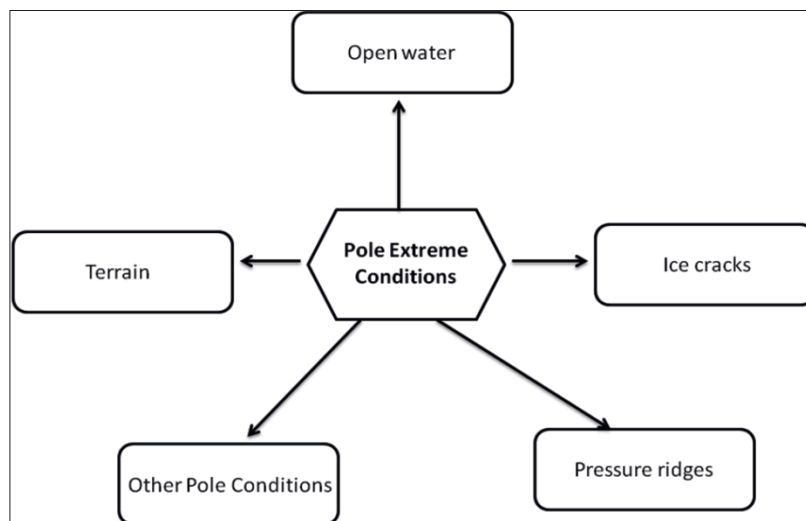 Open water
Terrain
Pole Extreme
Conditions
Ice cracks
Other Pole Conditions
Pressure ridges